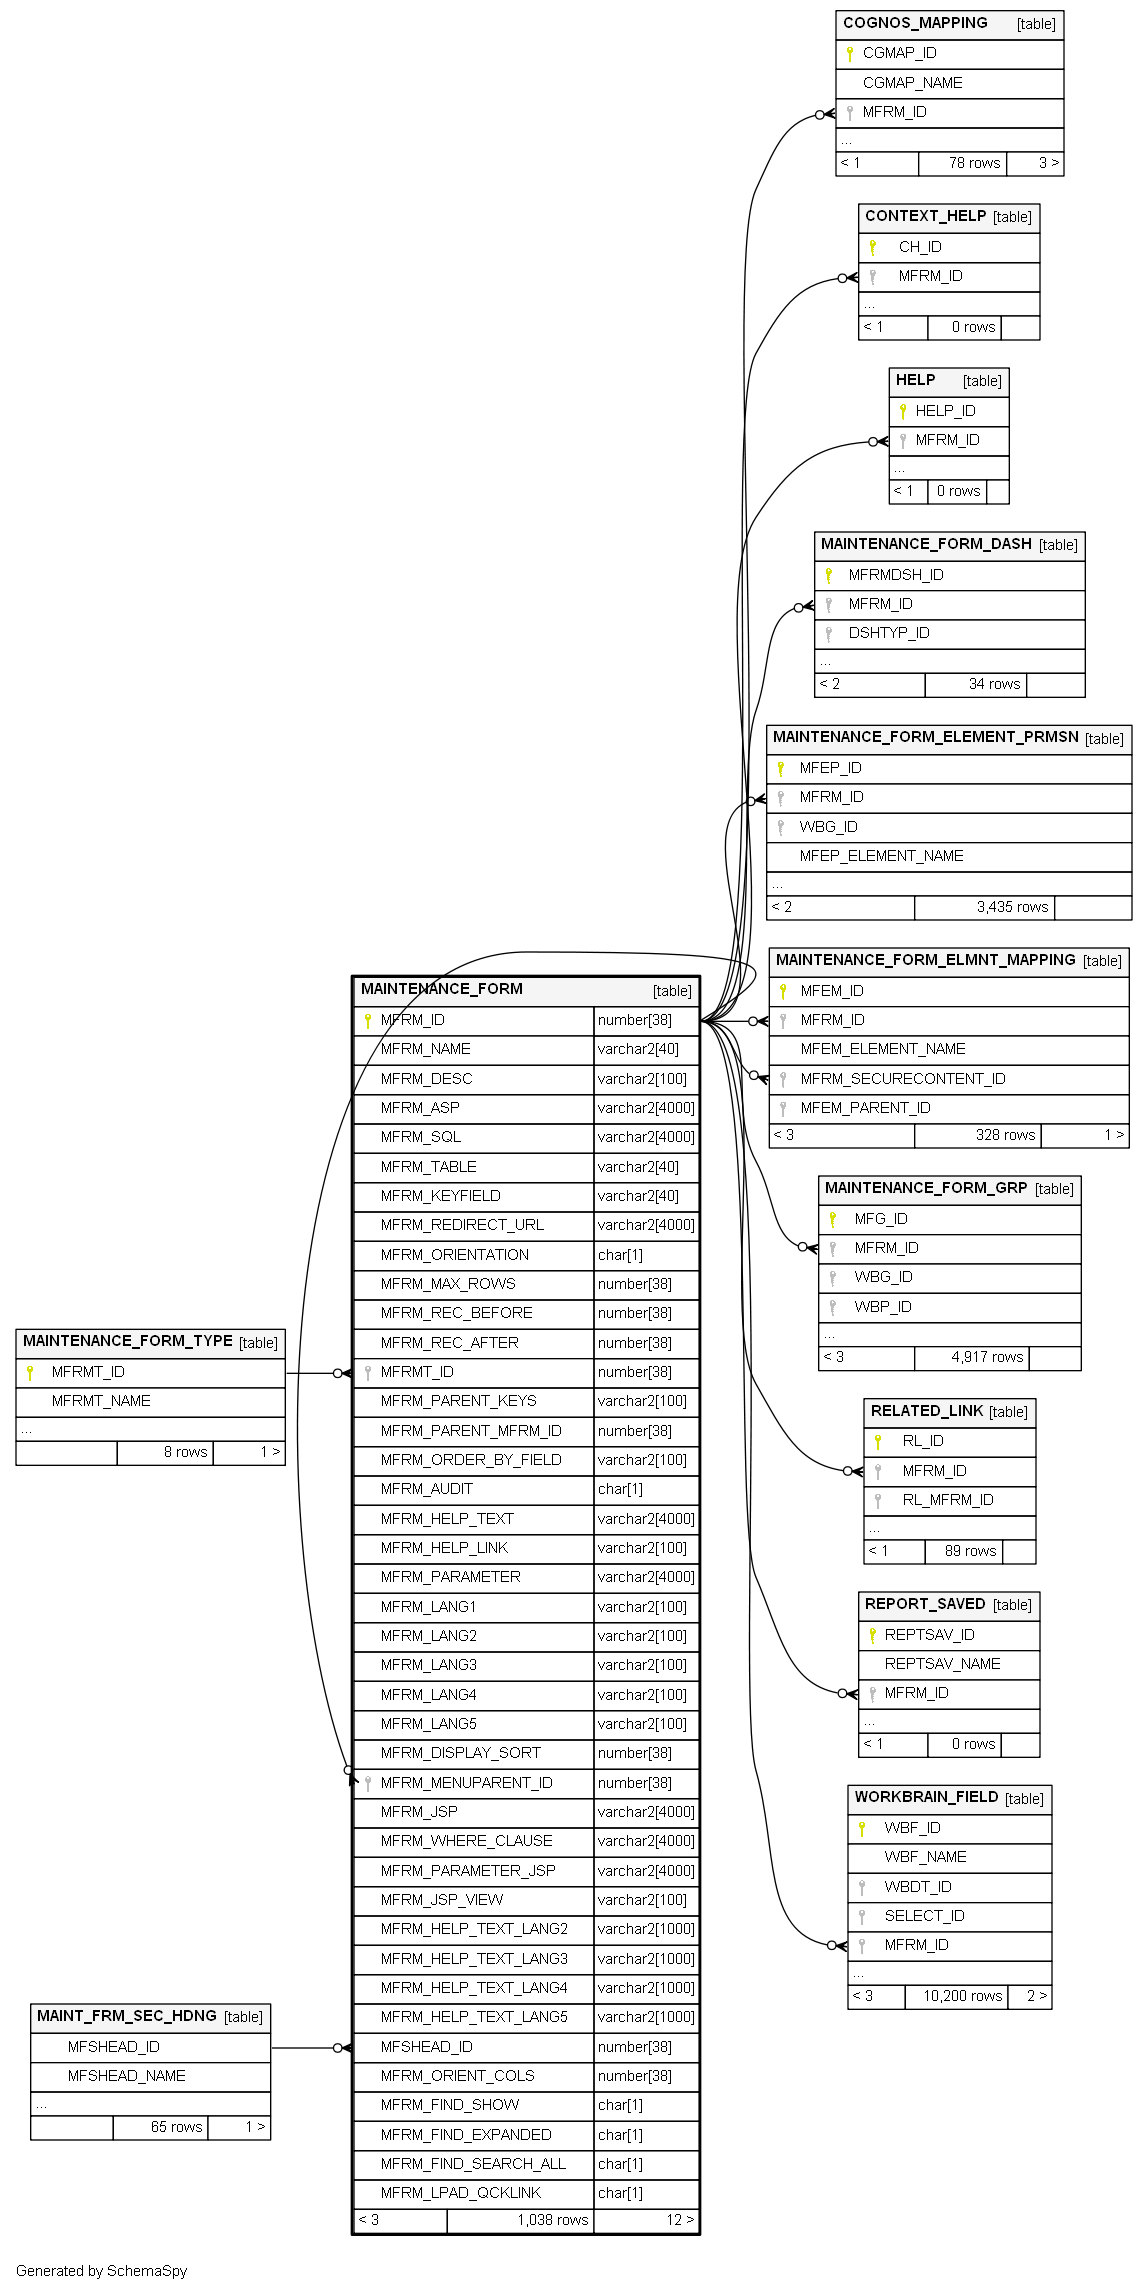 COGNOS_MAPPING [table]
CGMAP_ID
CGMAP_NAME
MFRM_ID
...
< 1 78 rows 3 >
CONTEXT_HELP [table]
CH_ID
MFRM_ID
...
< 1 0 rows
HELP [table]
HELP_ID
MFRM_ID
...
< 1 0 rows
MAINTENANCE_FORM_DASH [table]
MFRMDSH_ID
MFRM_ID
DSHTYP_ID
...
< 2 34 rows
MAINTENANCE_FORM_ELEMENT_PRMSN [table]
MFEP_ID
MFRM_ID
WBG_ID
MFEP_ELEMENT_NAME
...
< 2 3,435 rows
MAINTENANCE_FORM_ELMNT_MAPPING [table]
MFEM_ID
MFRM_ID
MFEM_ELEMENT_NAME
MFRM_SECURECONTENT_ID
MFEM_PARENT_ID
< 3 328 rows 1 >
MAINTENANCE_FORM_GRP [table]
MFG_ID
MFRM_ID
WBG_ID
WBP_ID
...
< 3 4,917 rows
RELATED_LINK [table]
RL_ID
MFRM_ID
RL_MFRM_ID
...
< 1 89 rows
REPORT_SAVED [table]
REPTSAV_ID
REPTSAV_NAME
MFRM_ID
...
< 1 0 rows
WORKBRAIN_FIELD [table]
WBF_ID
WBF_NAME
WBDT_ID
SELECT_ID
MFRM_ID
...
< 3 10,200 rows 2 >
MAINTENANCE_FORM [table]
MFRM_ID number[38]
MFRM_NAME varchar2[40]
MFRM_DESC varchar2[100]
MFRM_ASP varchar2[4000]
MFRM_SQL varchar2[4000]
MFRM_TABLE varchar2[40]
MFRM_KEYFIELD varchar2[40]
MFRM_REDIRECT_URL varchar2[4000]
MFRM_ORIENTATION char[1]
MFRM_MAX_ROWS number[38]
MFRM_REC_BEFORE number[38]
MFRM_REC_AFTER number[38]
MFRMT_ID number[38]
MFRM_PARENT_KEYS varchar2[100]
MFRM_PARENT_MFRM_ID number[38]
MFRM_ORDER_BY_FIELD varchar2[100]
MFRM_AUDIT char[1]
MFRM_HELP_TEXT varchar2[4000]
MFRM_HELP_LINK varchar2[100]
MFRM_PARAMETER varchar2[4000]
MFRM_LANG1 varchar2[100]
MFRM_LANG2 varchar2[100]
MFRM_LANG3 varchar2[100]
MFRM_LANG4 varchar2[100]
MFRM_LANG5 varchar2[100]
MFRM_DISPLAY_SORT number[38]
MFRM_MENUPARENT_ID number[38]
MFRM_JSP varchar2[4000]
MFRM_WHERE_CLAUSE varchar2[4000]
MFRM_PARAMETER_JSP varchar2[4000]
MFRM_JSP_VIEW varchar2[100]
MFRM_HELP_TEXT_LANG2 varchar2[1000]
MFRM_HELP_TEXT_LANG3 varchar2[1000]
MFRM_HELP_TEXT_LANG4 varchar2[1000]
MFRM_HELP_TEXT_LANG5 varchar2[1000]
MFSHEAD_ID number[38]
MFRM_ORIENT_COLS number[38]
MFRM_FIND_SHOW char[1]
MFRM_FIND_EXPANDED char[1]
MFRM_FIND_SEARCH_ALL char[1]
MFRM_LPAD_QCKLINK char[1]
< 3 1,038 rows 12 >
MAINTENANCE_FORM_TYPE [table]
MFRMT_ID
MFRMT_NAME
...
8 rows 1 >
MAINT_FRM_SEC_HDNG [table]
MFSHEAD_ID
MFSHEAD_NAME
...
65 rows 1 >
Generated by SchemaSpy